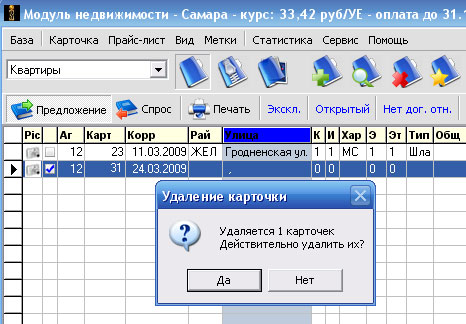 Модуль недвижимости - Самара - курс: 33,42 руб/УЕ - оплата до 31.1
База Карточка Прайс-лист Вид Метки Статистика Сервис Помощь
Квартиры
Предложение Спрос Печать Экскл. Открытый Нет дог. отн.
Pic Аг Карт Корр Рай Улица К И Хар Э Эт Тип Общ
12 23 11.03.2009 ЖЕЛ Гродненская ул. 1 1 МС 1 1 Шла
12 31 24.03.2009 , 0 0 0 0
Удаление карточки
Удаляется 1 карточек
Действительно удалить их?
Да Нет